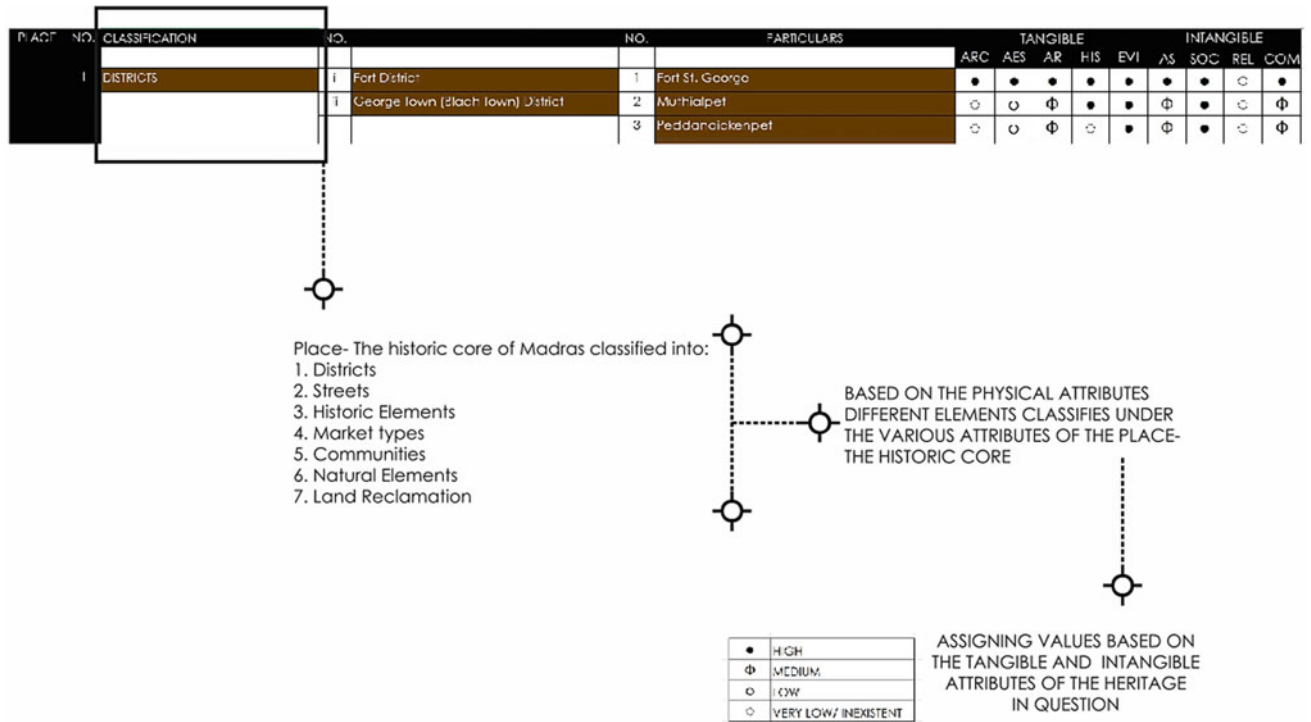 PLACE NO. CLASSIFICATION NO. NO. PARTICULARS TANGIBLE INTANGIBLE
ARC AES AR HIS EVI AS SOC REL COM
1 DISTRICTS i Fort District 1 Fort St. George
ii George Town (Blach Town) District 2 Muthialpet
3 Peddanaickenpet
Place- The historic core of Madras classified into:
1. Districts
2. Streets
3. Historic Elements
4. Market types
5. Communities
6. Natural Elements
7. Land Reclamation
BASED ON THE PHYSICAL ATTRIBUTES
DIFFERENT ELEMENTS CLASSIFIES UNDER
THE VARIOUS ATTRIBUTES OF THE PLACE-
THE HISTORIC CORE
HIGH
MEDIUM
LOW
VERY LOW/ INEXISTENT
ASSIGNING VALUES BASED ON
THE TANGIBLE AND INTANGIBLE
ATTRIBUTES OF THE HERITAGE
IN QUESTION